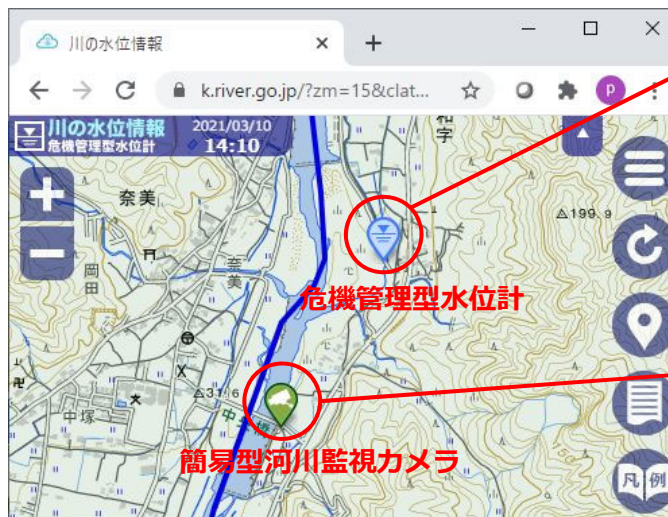 川の水位情報
k.river.go.jp/?zm=15&clat...
p
川の水位情報
危機管理型水位計
2021/03/10
14:10
和字
奈美
199.9
岡田
奈美
危機管理型水位計
31.6
中塚
簡易型河川監視カメラ
凡例